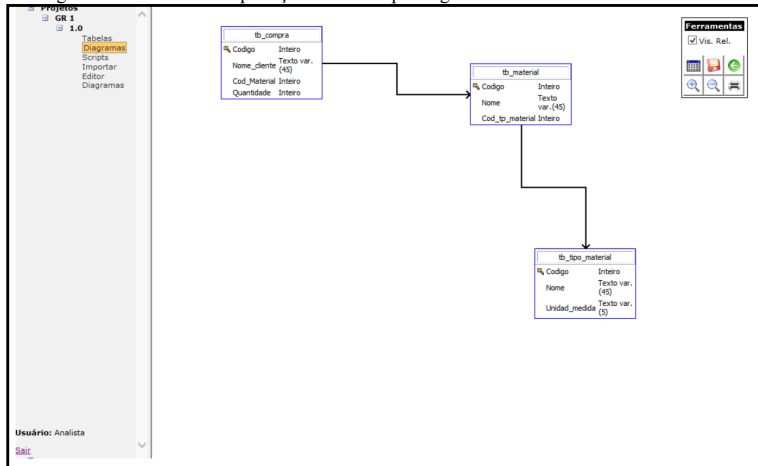 Projetos
GR 1
1.0
Tabelas
Diagramas
Scripts
Importar
Editor
Diagramas
Usuário: Analista
Sair
tb_compra
Codigo Inteiro
Nome_cliente Texto var.
(45)
Cod_Material Inteiro
Quantidade Inteiro
tb_material
Codigo Inteiro
Nome Texto
var.(45)
Cod_tp_material Inteiro
tb_tipo_material
Codigo Inteiro
Nome Texto var.
(45)
Unidad_medida Texto var.
(5)
Ferramentas
Vis. Rel.